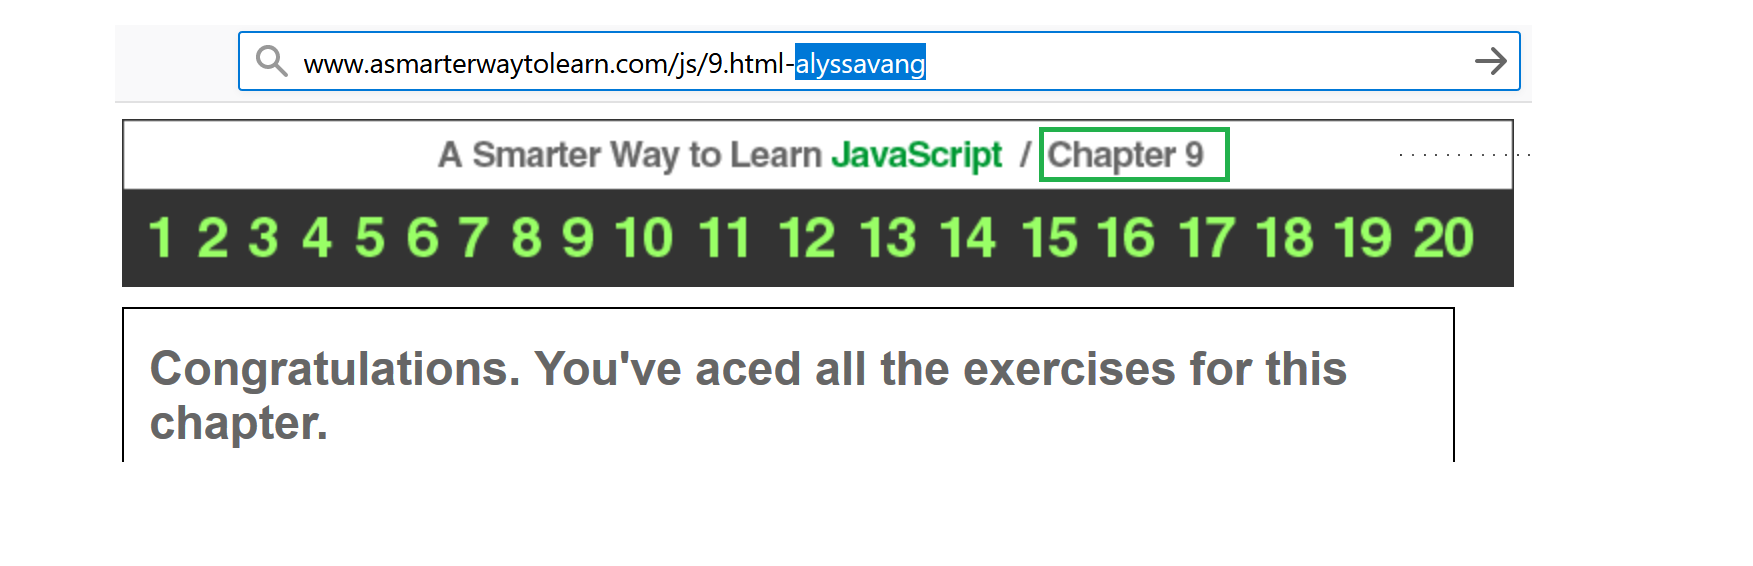 www.asmarterwaytolearn.com/js/9.html-alyssavang
A Smarter Way to Learn JavaScript / Chapter 9
1 2 3 4 5 6 7 8 9 10 11 12 13 14 15 16 17 18 19 20
Congratulations. You've aced all the exercises for this
chapter.